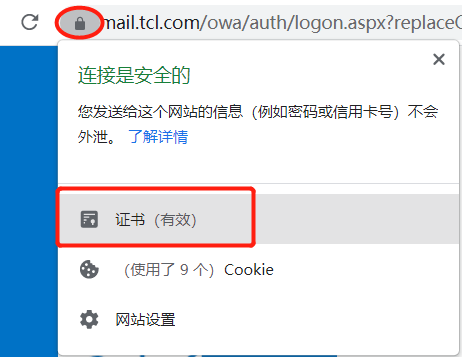 mail.tcl.com/owa/auth/logon.aspx?replaceC
连接是安全的
您发送给这个网站的信息（例如密码或信用卡号）不会
外泄。 了解详情
证书（有效）
（使用了 9 个）Cookie
网站设置